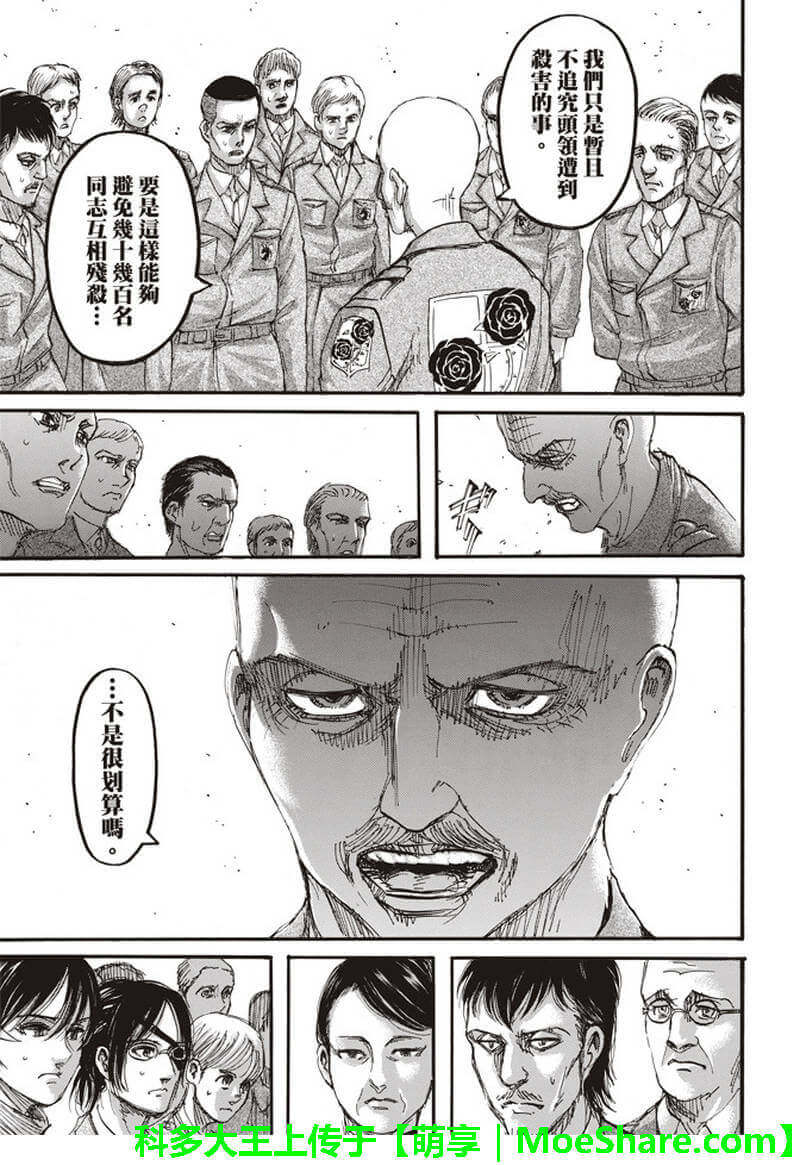 我們只是暫且
不追究頭領遭到
殺害的事。
要是這樣能夠
避免幾十幾百名
同志互相殘殺…
…不是很划算嗎。
科多大王上传于【萌享 | MoeShare.com】